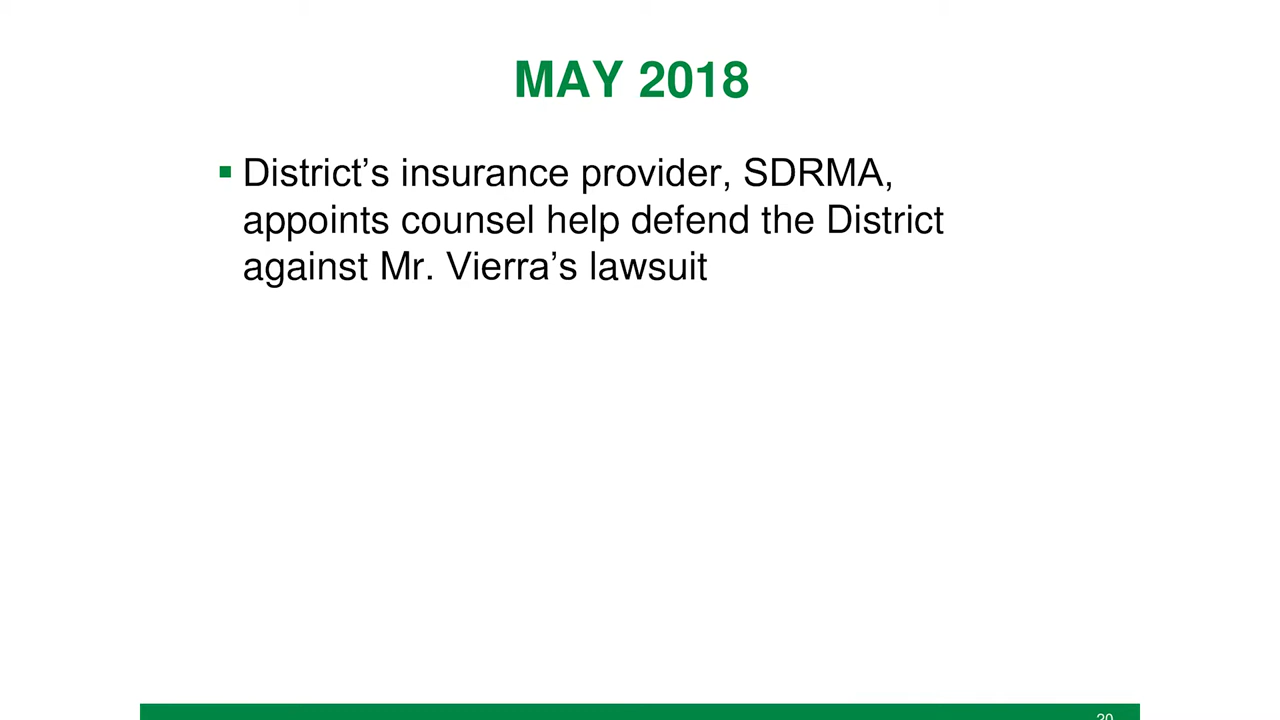 MAY 2018
▪ District’s insurance provider, SDRMA,
appoints counsel help defend the District
against Mr. Vierra’s lawsuit